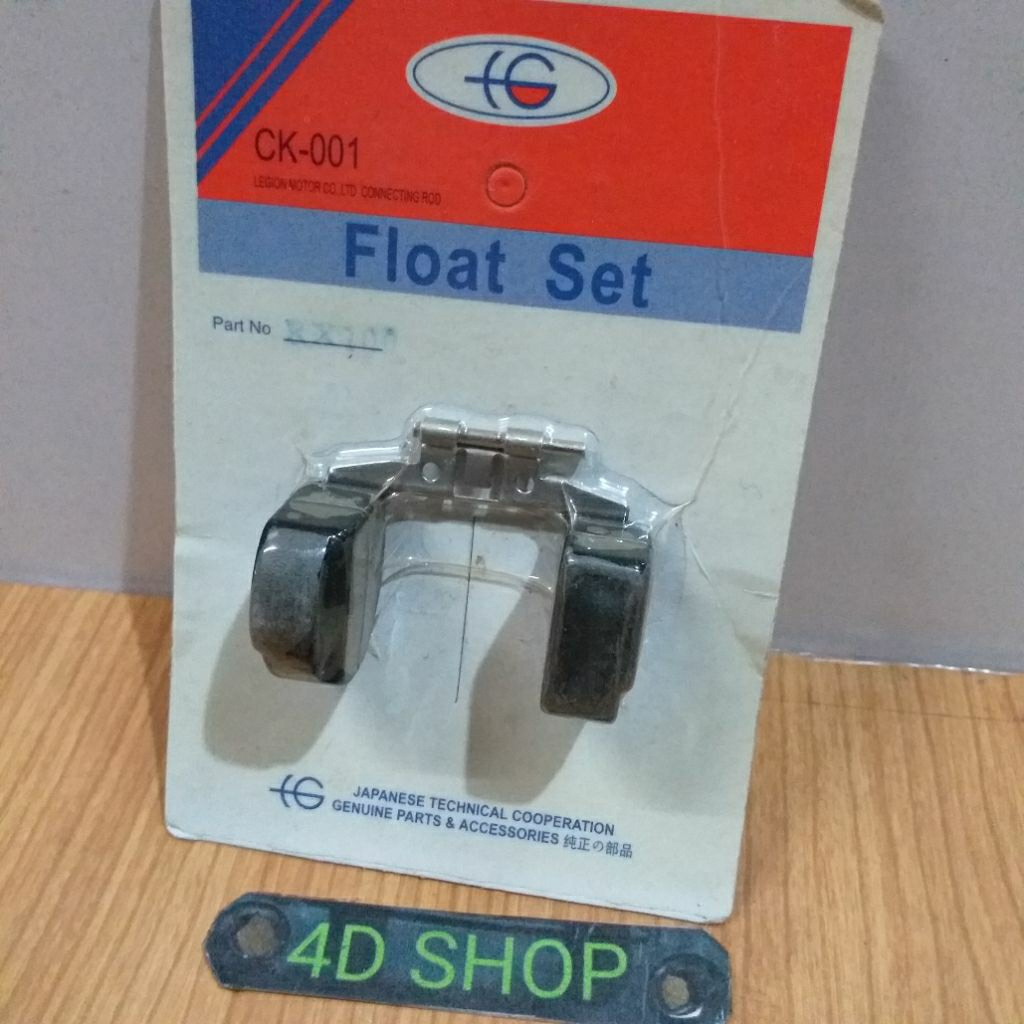 CK-001
LEGION MOTOR CO., LTD CONNECTING ROD
Float Set
Part No
JAPANESE TECHNICAL COOPERATION
GENUINE PARTS & ACCESSORIES 純正の部品
4D SHOP